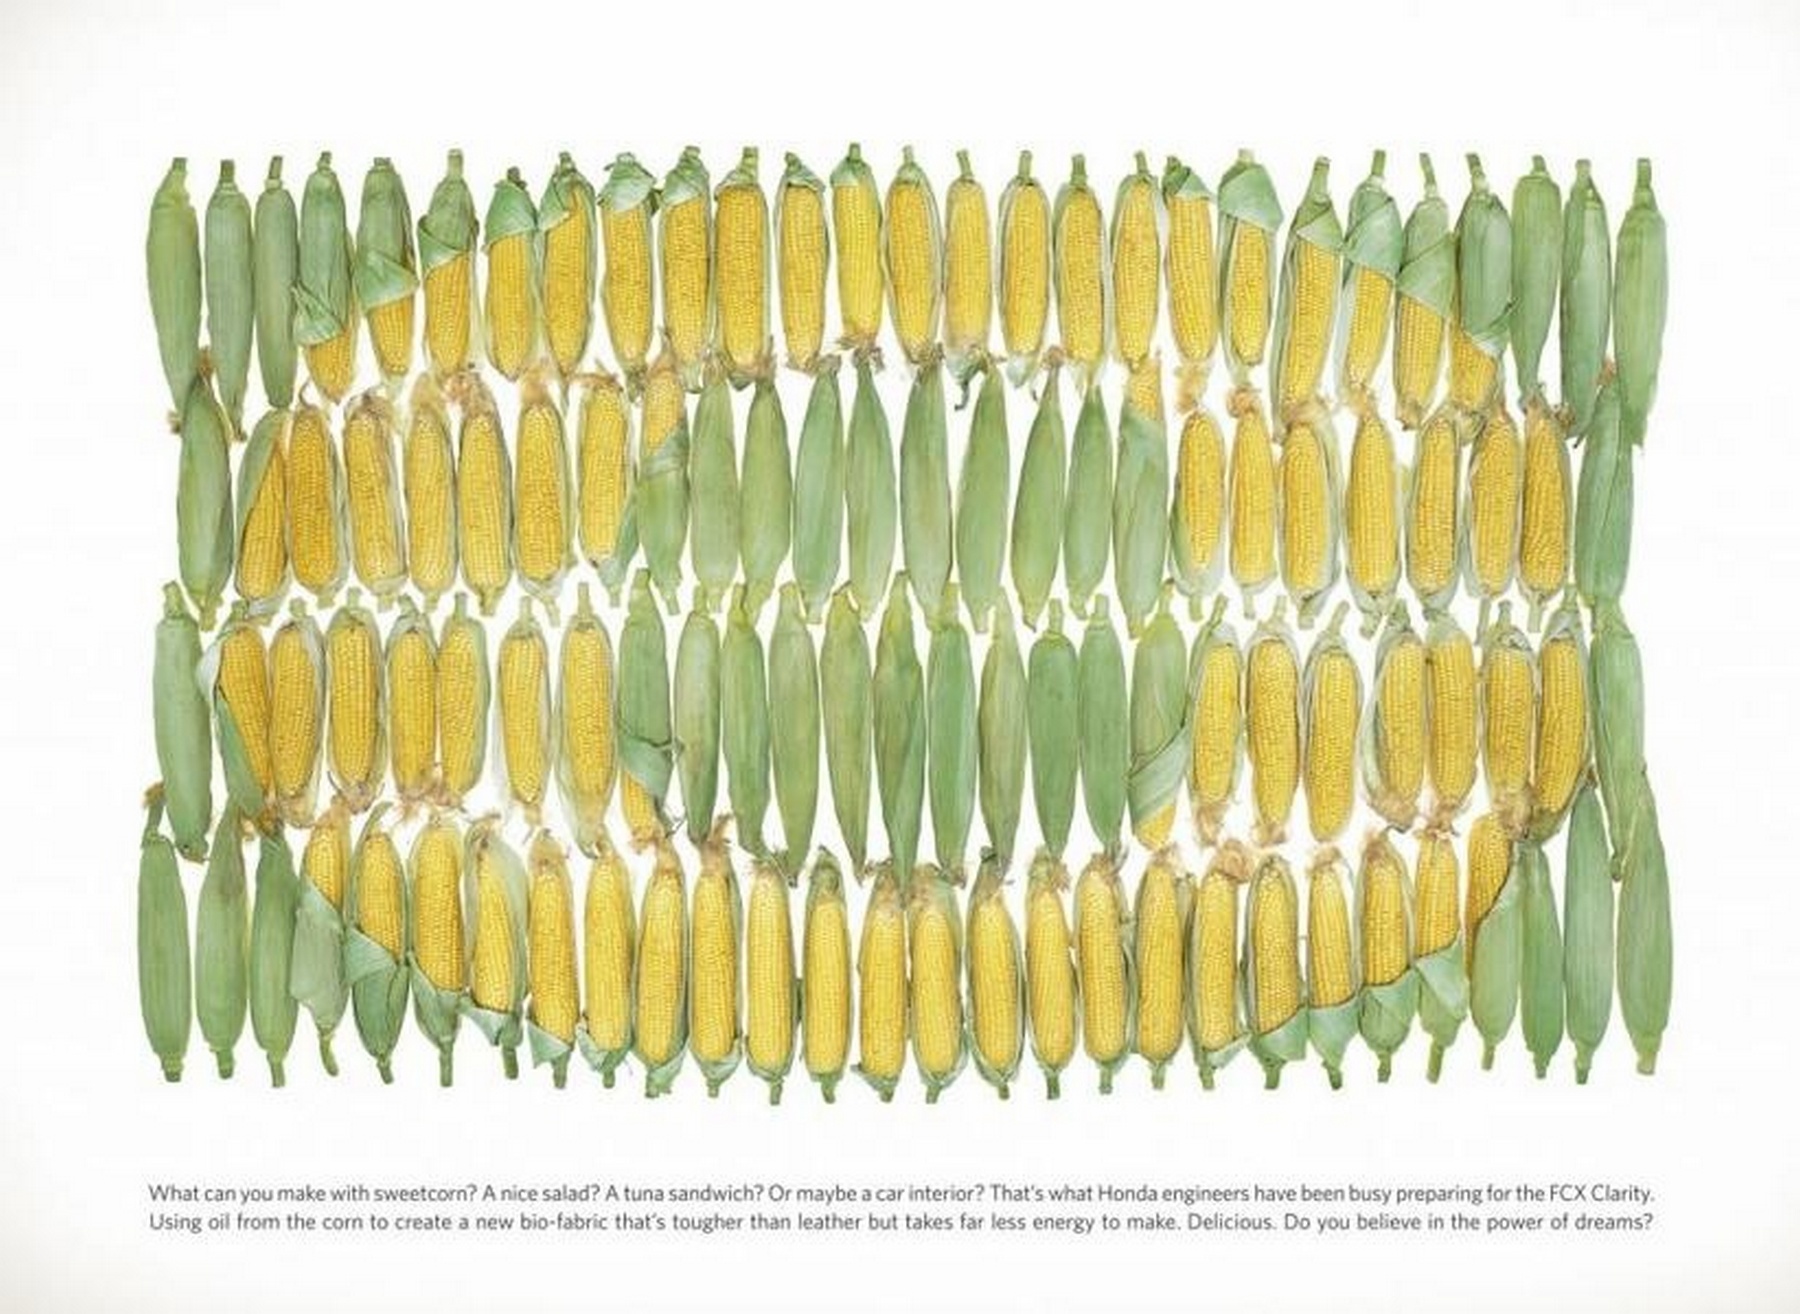 What can you make with sweetcorn? A nice salad? A tuna sandwich? Or maybe a car interior? That's what Honda engineers have been busy preparing for the FCX Clarity.
Using oil from the corn to create a new bio-fabric that's tougher than leather but takes far less energy to make. Delicious. Do you believe in the power of dreams?